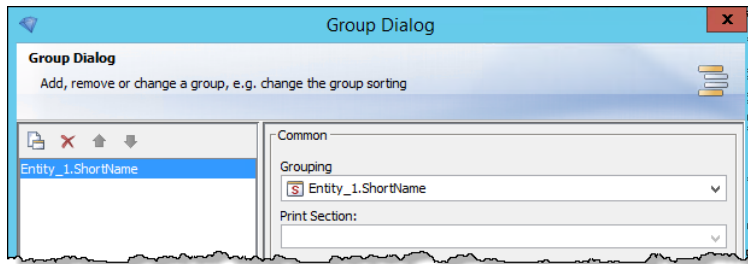 Group Dialog
X
Group Dialog
Add, remove or change a group, e.g. change the group sorting
Entity_1.ShortName
Common
Grouping
S Entity_1.ShortName
Print Section: